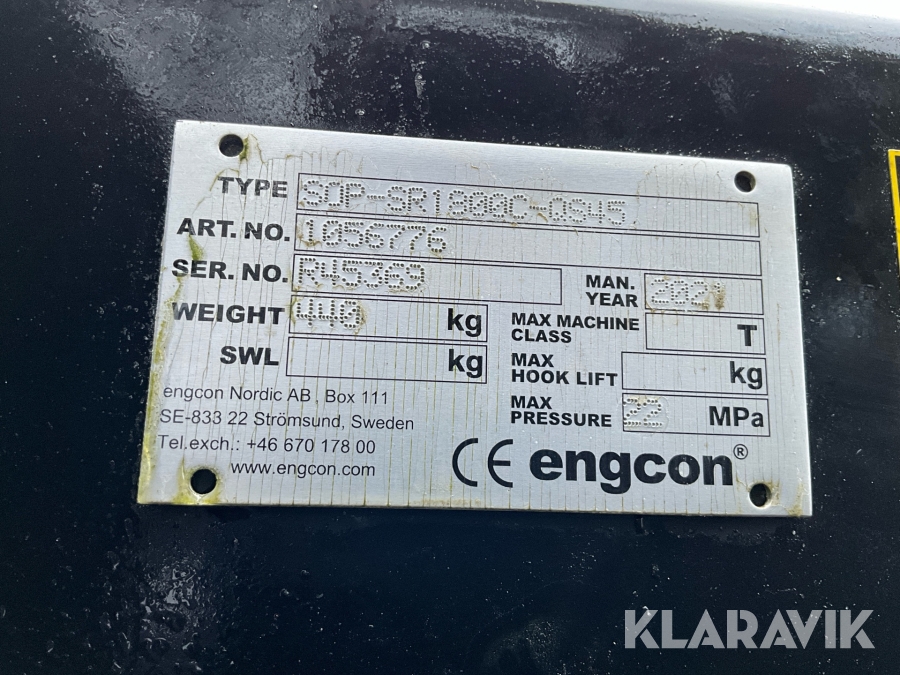 TYPE SOP-SR1800C-QS45
ART. NO. 1056776
SER. NO. R45363
MAN. YEAR
WEIGHT 440 kg
MAX MACHINE CLASS T
SWL kg
MAX HOOK LIFT kg
MAX PRESSURE 22 MPa
engcon Nordic AB , Box 111
SE-833 22 Strömsund, Sweden
Tel.exch.: +46 670 178 00
www.engcon.com
CE engcon®
KLARAVIK